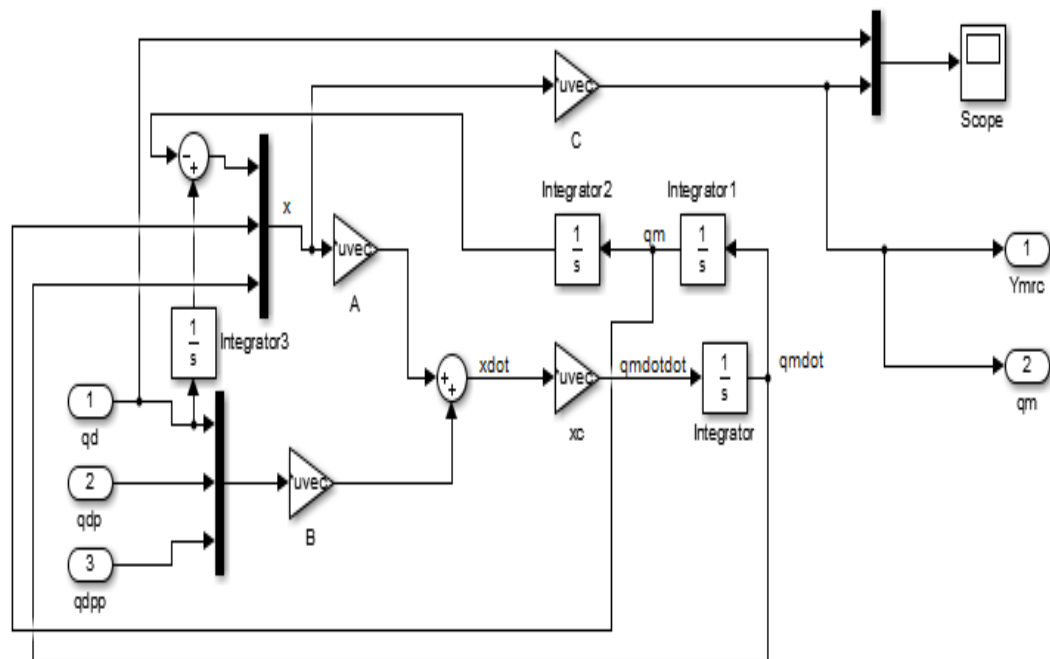 *uvec
C
Scope
Integrator2
Integrator1
-
+
x
1
s
qm
1
s
1
Ymrc
*uvec
A
1
s
Integrator3
+
+
xdot
*uvec
xc
qmdotdot
1
s
Integrator
qmdot
2
qm
1
qd
2
qdp
*uvec
B
3
qdpp